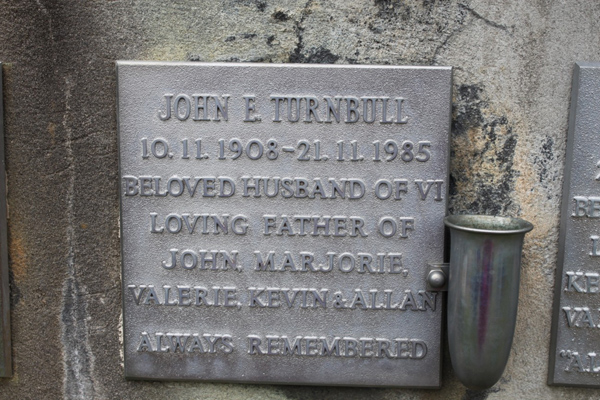 JOHN E. TURNBULL
10.11.1908-21.11.1985
BELOVED HUSBAND OF VI
LOVING FATHER OF
JOHN, MARJORIE,
VALERIE, KEVIN & ALLAN
ALWAYS REMEMBERED